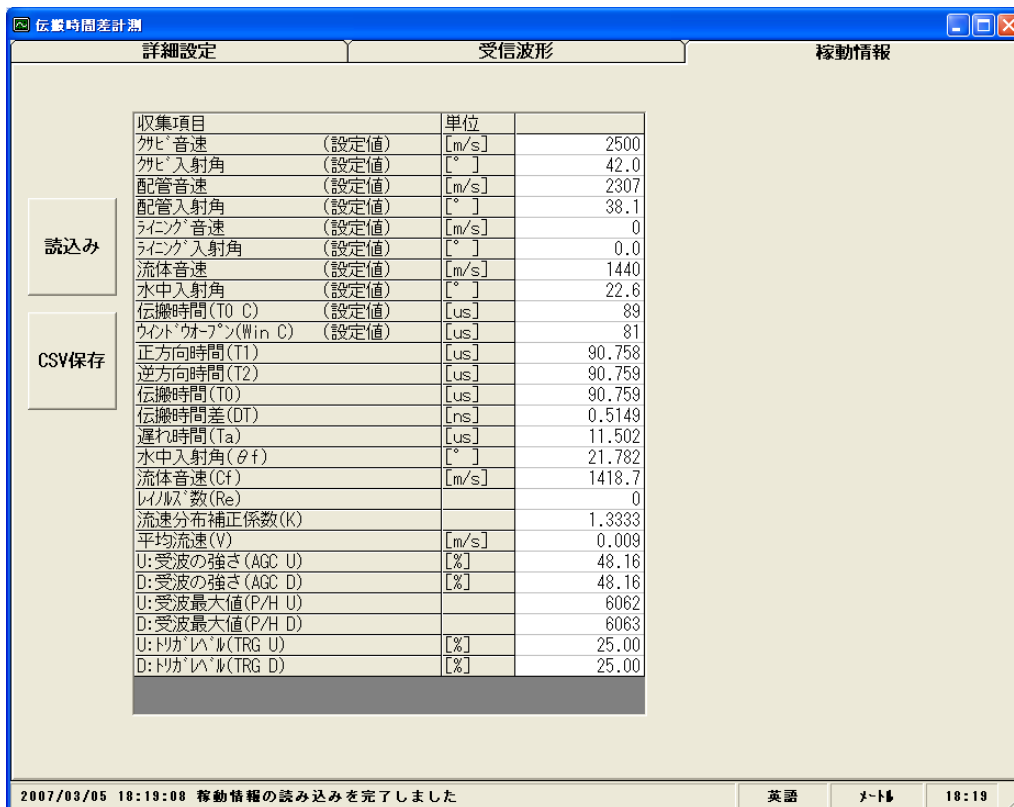 伝搬時間差計測
詳細設定 受信波形 稼動情報
収集項目 単位
ｸｻﾋﾞ音速 (設定値) [m/s] 2500
ｸｻﾋﾞ入射角 (設定値) [° ] 42.0
配管音速 (設定値) [m/s] 2307
配管入射角 (設定値) [° ] 38.1
ﾗｲﾆﾝｸﾞ音速 (設定値) [m/s] 0
ﾗｲﾆﾝｸﾞ入射角 (設定値) [° ] 0.0
流体音速 (設定値) [m/s] 1440
水中入射角 (設定値) [° ] 22.6
伝搬時間(T0 C) (設定値) [us] 89
ｳｲﾝﾄﾞｳｵｰﾌﾟﾝ(Win C) (設定値) [us] 81
正方向時間(T1) [us] 90.758
逆方向時間(T2) [us] 90.759
伝搬時間(T0) [us] 90.759
伝搬時間差(DT) [ns] 0.5149
遅れ時間(Ta) [us] 11.502
水中入射角(θf) [° ] 21.782
流体音速(Cf) [m/s] 1418.7
ﾚｲﾉﾙｽﾞ数(Re) 0
流速分布補正係数(K) 1.3333
平均流速(V) [m/s] 0.009
U:受波の強さ(AGC U) [%] 48.16
D:受波の強さ(AGC D) [%] 48.16
U:受波最大値(P/H U) 6062
D:受波最大値(P/H D) 6063
U:ﾄﾘｶﾞﾚﾍﾞﾙ(TRG U) [%] 25.00
D:ﾄﾘｶﾞﾚﾍﾞﾙ(TRG D) [%] 25.00
読込み
CSV保存
2007/03/05 18:19:08 稼動情報の読み込みを完了しました 英語 ﾒｰﾄﾙ 18:19